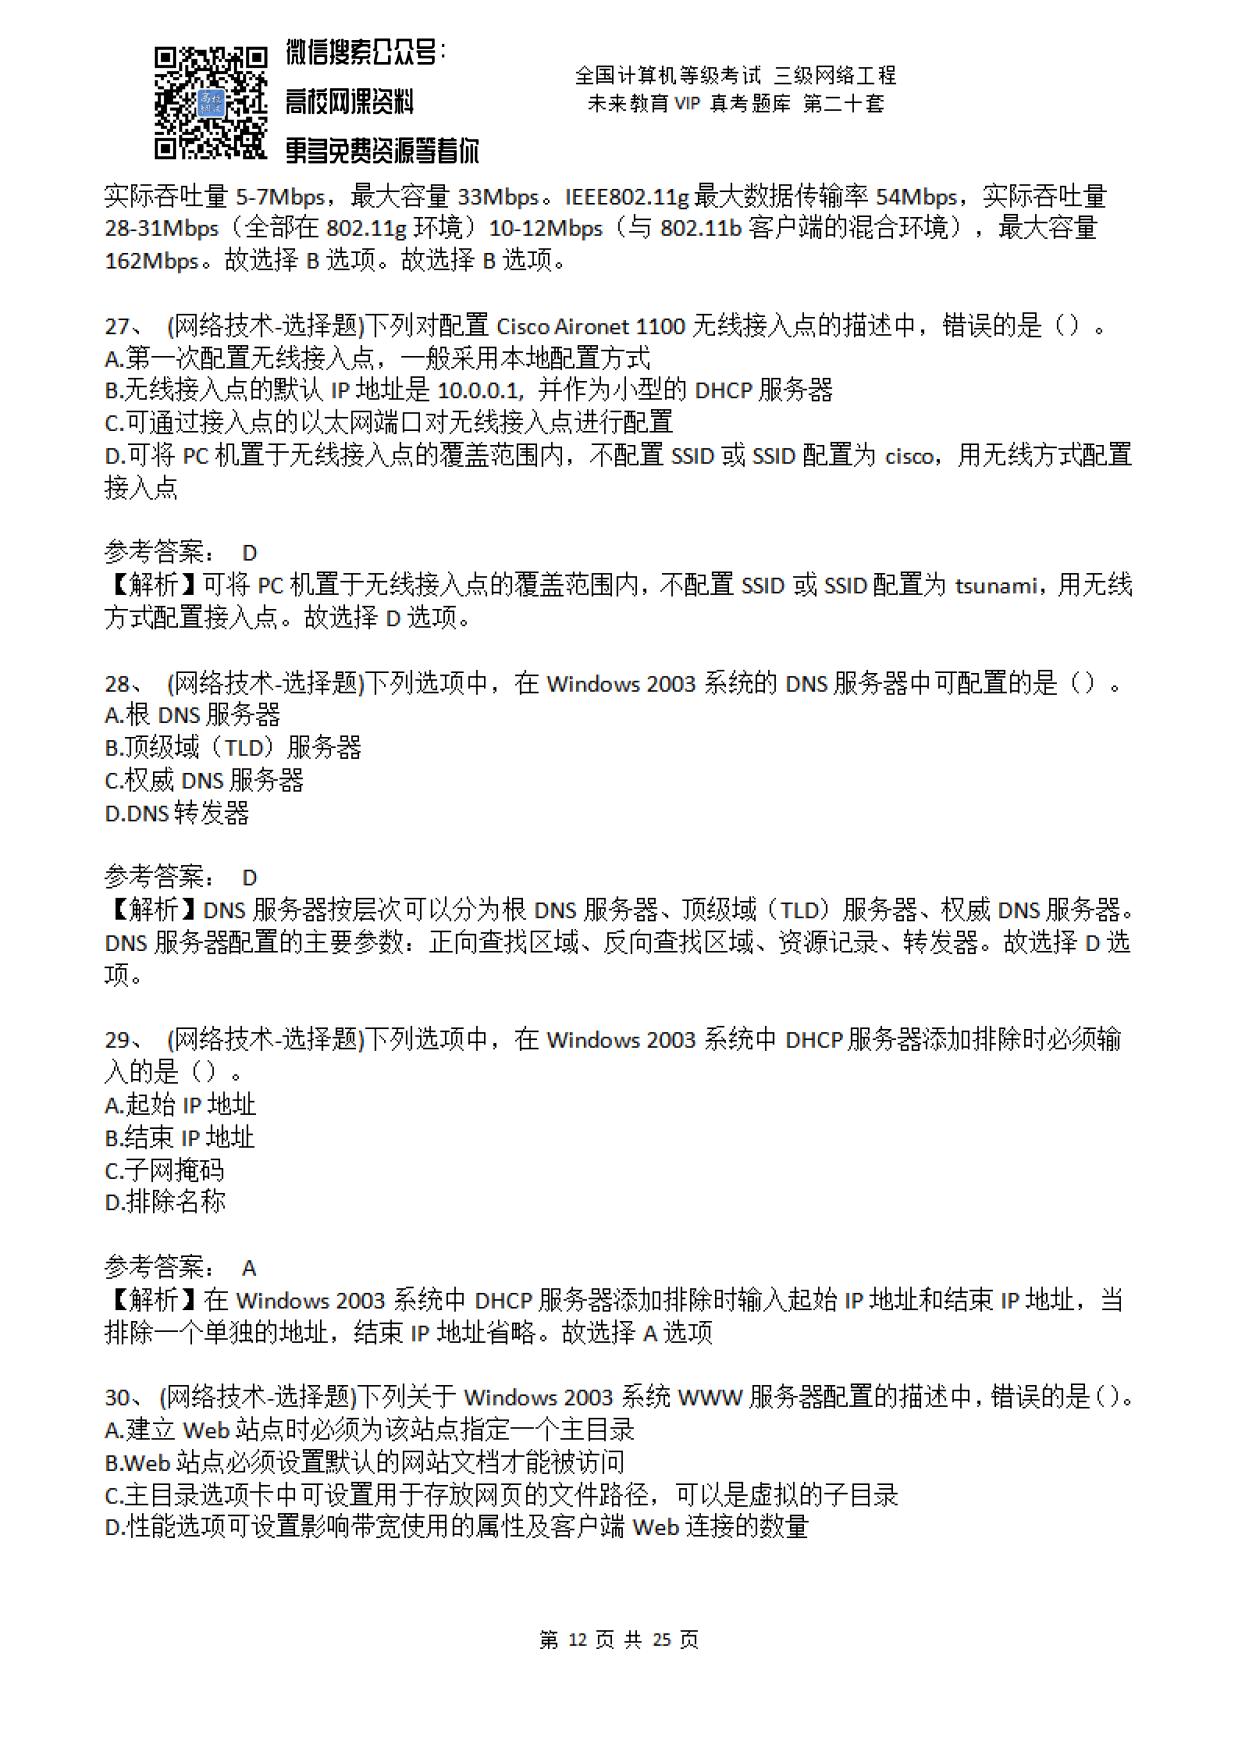 微信搜索公众号：
高校网课资料
更多免费资源等着你
全国计算机等级考试 三级网络工程
未来教育 VIP 真考题库 第二十套
实际吞吐量 5-7Mbps，最大容量 33Mbps。IEEE802.11g 最大数据传输率 54Mbps，实际吞吐量
28-31Mbps（全部在 802.11g 环境）10-12Mbps（与 802.11b 客户端的混合环境），最大容量
162Mbps。故选择 B 选项。故选择 B 选项。
27、 (网络技术-选择题)下列对配置 Cisco Aironet 1100 无线接入点的描述中，错误的是（）。
A.第一次配置无线接入点，一般采用本地配置方式
B.无线接入点的默认 IP 地址是 10.0.0.1, 并作为小型的 DHCP 服务器
C.可通过接入点的以太网端口对无线接入点进行配置
D.可将 PC 机置于无线接入点的覆盖范围内，不配置 SSID 或 SSID 配置为 cisco，用无线方式配置
接入点
参考答案： D
【解析】可将 PC 机置于无线接入点的覆盖范围内，不配置 SSID 或 SSID 配置为 tsunami，用无线
方式配置接入点。故选择 D 选项。
28、 (网络技术-选择题)下列选项中，在 Windows 2003 系统的 DNS 服务器中可配置的是（）。
A.根 DNS 服务器
B.顶级域（TLD）服务器
C.权威 DNS 服务器
D.DNS 转发器
参考答案： D
【解析】DNS 服务器按层次可以分为根 DNS 服务器、顶级域（TLD）服务器、权威 DNS 服务器。
DNS 服务器配置的主要参数：正向查找区域、反向查找区域、资源记录、转发器。故选择 D 选
项。
29、 (网络技术-选择题)下列选项中，在 Windows 2003 系统中 DHCP 服务器添加排除时必须输
入的是（）。
A.起始 IP 地址
B.结束 IP 地址
C.子网掩码
D.排除名称
参考答案： A
【解析】在 Windows 2003 系统中 DHCP 服务器添加排除时输入起始 IP 地址和结束 IP 地址，当
排除一个单独的地址，结束 IP 地址省略。故选择 A 选项
30、 (网络技术-选择题)下列关于 Windows 2003 系统 WWW 服务器配置的描述中，错误的是（）。
A.建立 Web 站点时必须为该站点指定一个主目录
B.Web 站点必须设置默认的网站文档才能被访问
C.主目录选项卡中可设置用于存放网页的文件路径，可以是虚拟的子目录
D.性能选项可设置影响带宽使用的属性及客户端 Web 连接的数量
第 12 页 共 25 页